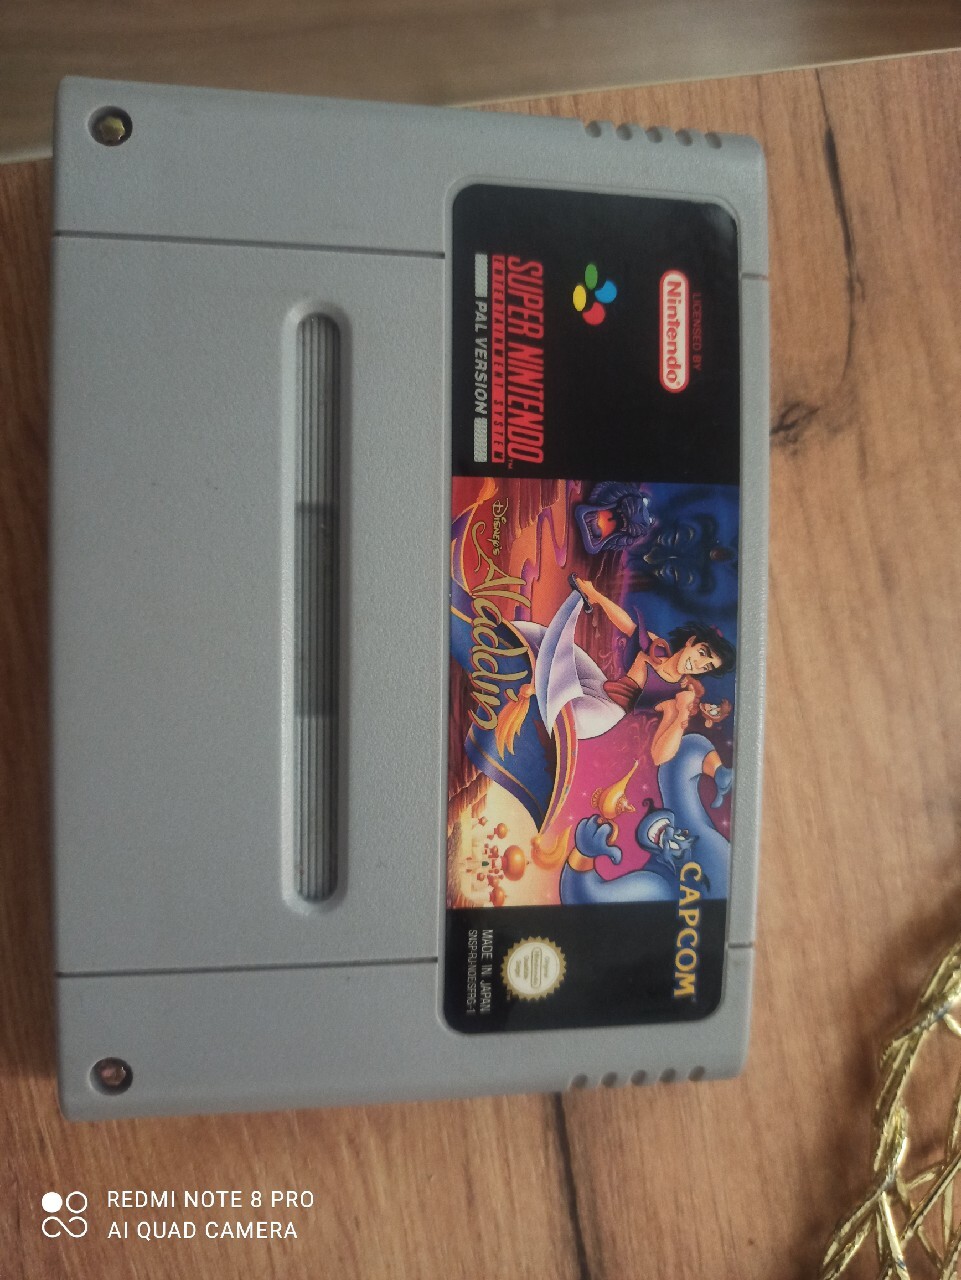 LICENSED BY
Nintendo®
SUPER NINTENDO™
ENTERTAINMENT SYSTEM
PAL VERSION
DISNEY'S
Aladdin
CAPCOM®
MADE IN JAPAN
REDMI NOTE 8 PRO
AI QUAD CAMERA